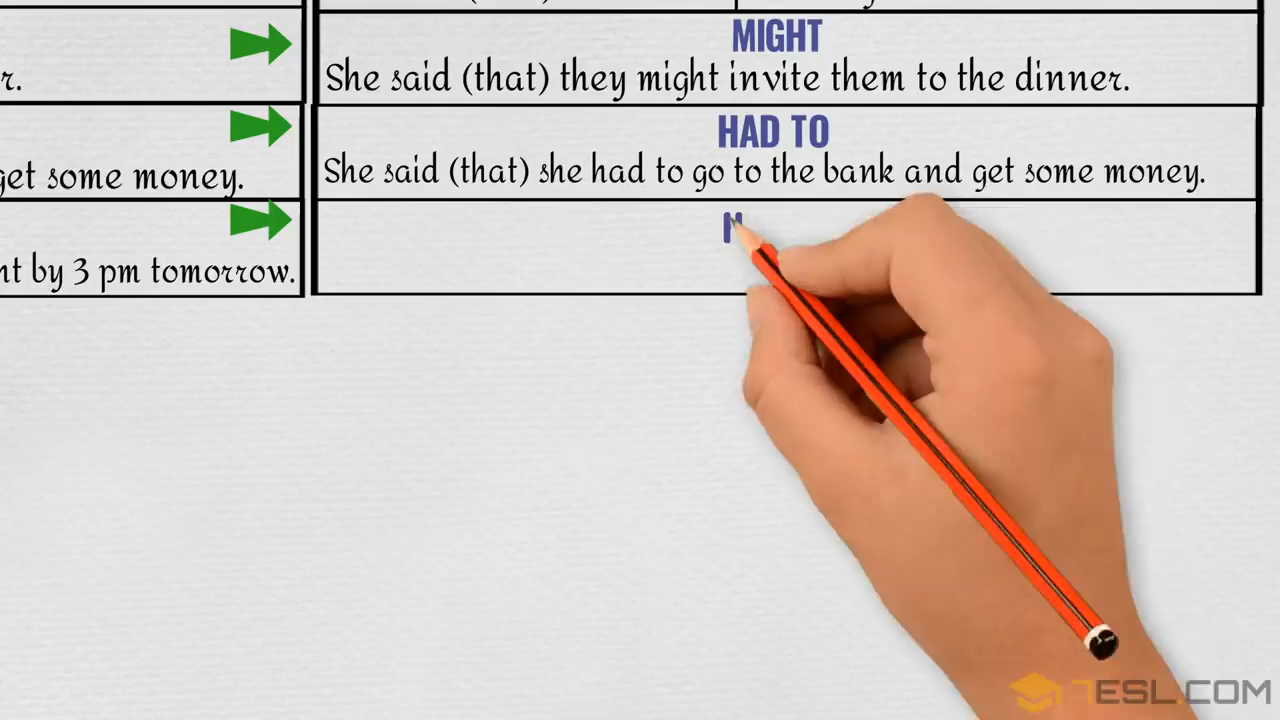 MIGHT
r.
She said (that) they might invite them to the dinner.
HAD TO
get some money.
She said (that) she had to go to the bank and get some money.
nt by 3 pm tomorrow.
7ESL.COM